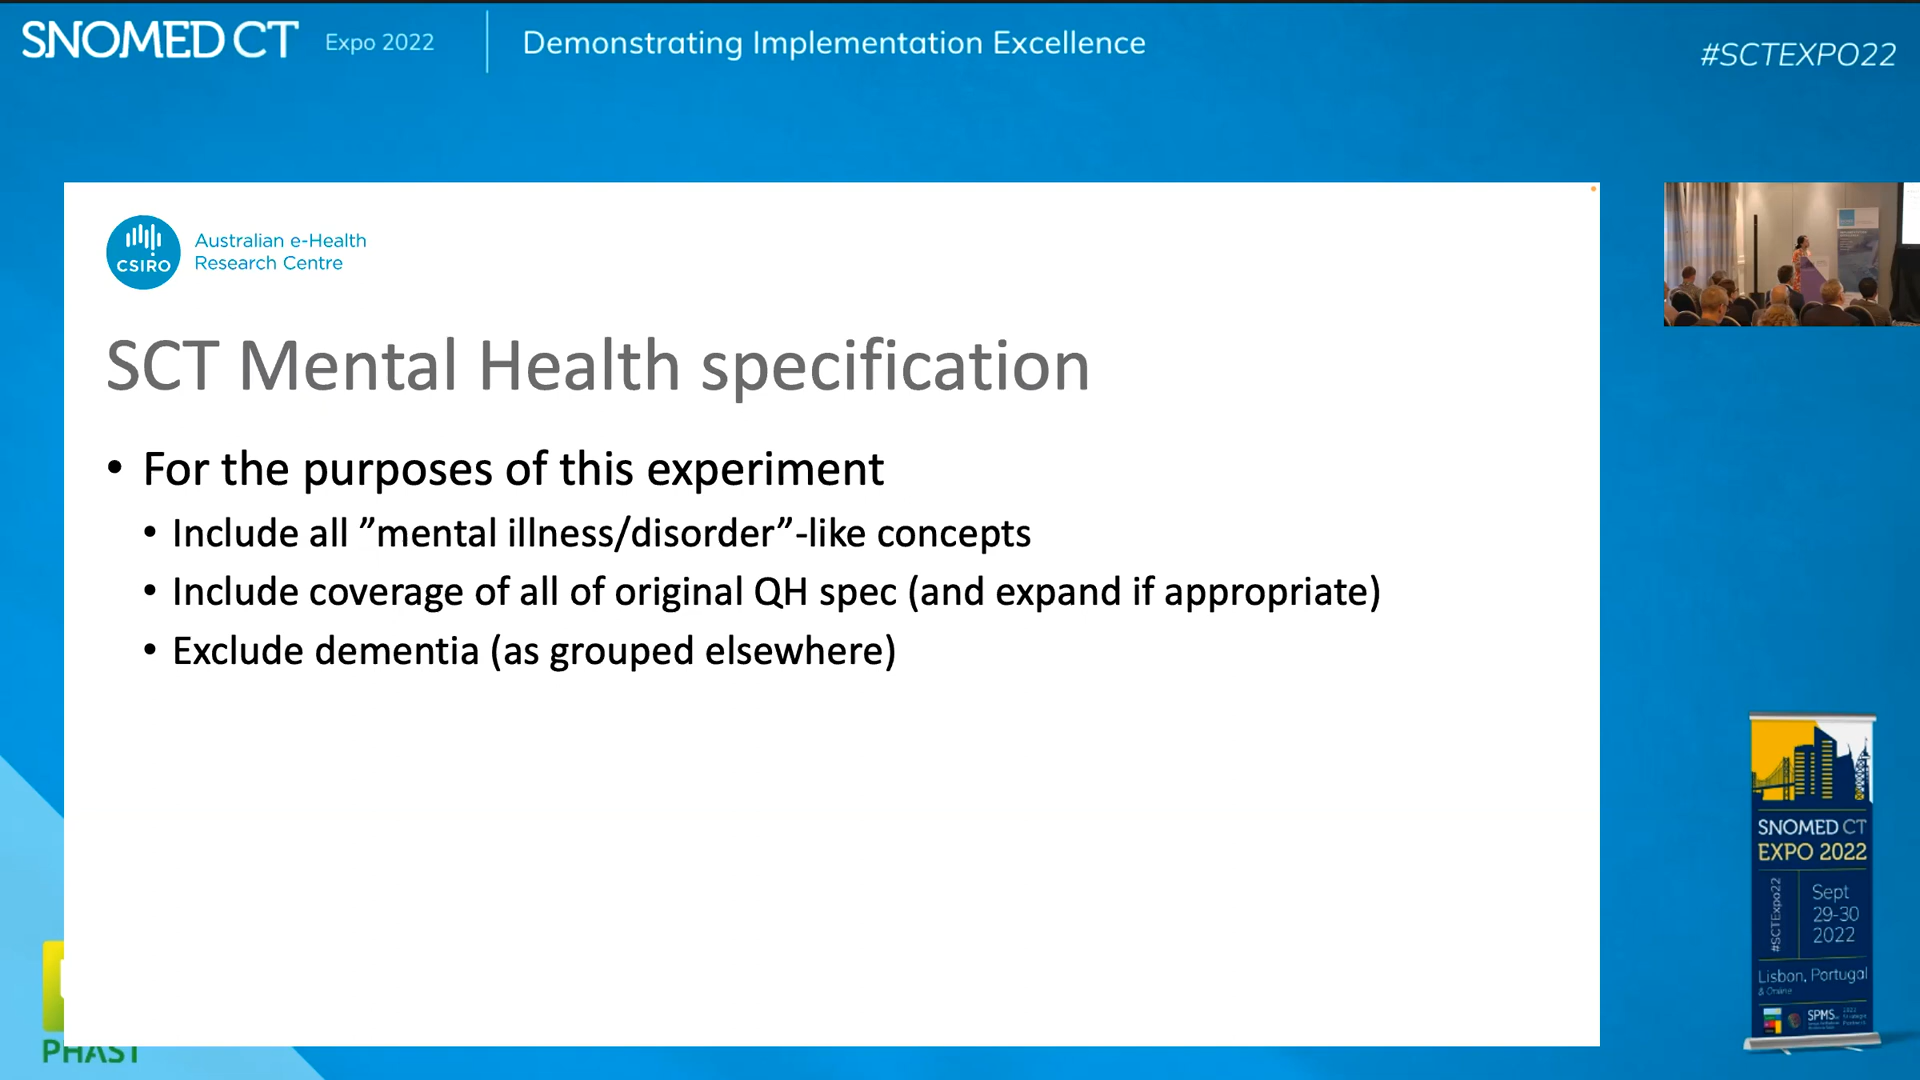 SNOMED CT Expo 2022 Demonstrating Implementation Excellence
#SCTEXPO22
CSIRO
Australian e-Health
Research Centre
SCT Mental Health specification
• For the purposes of this experiment
• Include all ”mental illness/disorder”-like concepts
• Include coverage of all of original QH spec (and expand if appropriate)
• Exclude dementia (as grouped elsewhere)
SNOMED CT
EXPO 2022
#SCTExpo22
Sept
29-30
2022
Lisbon, Portugal
& Online
SPMS
PHAST